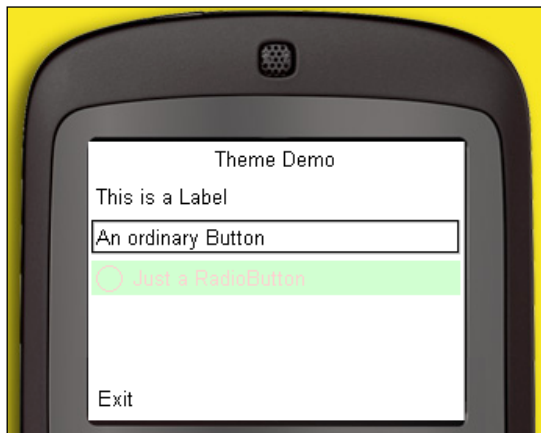 Theme Demo
This is a Label
An ordinary Button
Just a RadioButton
Exit